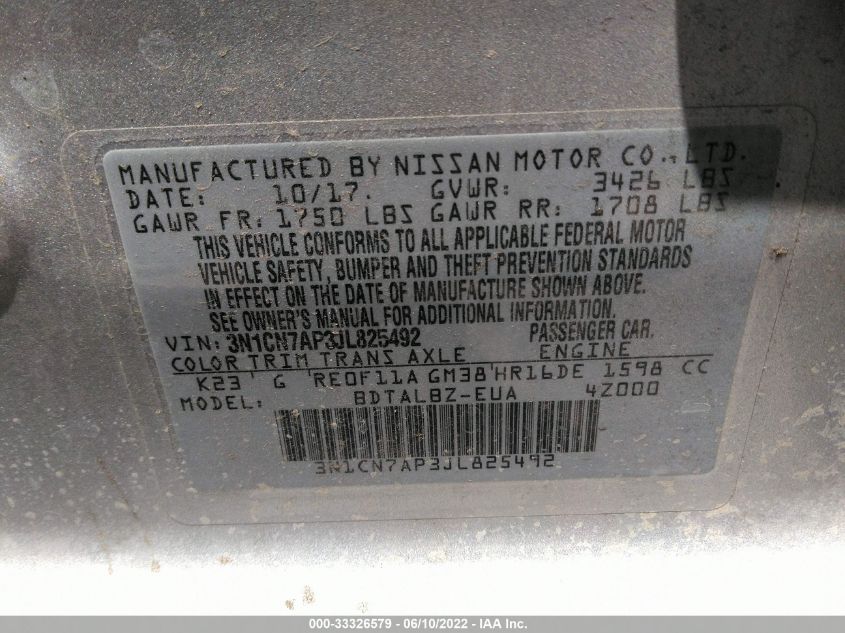 MANUFACTURED BY NISSAN MOTOR CO., LTD.
DATE: 10/17. GVWR: 3426 LBS
GAWR FR: 1750 LBS GAWR RR: 1708 LBS
THIS VEHICLE CONFORMS TO ALL APPLICABLE FEDERAL MOTOR
VEHICLE SAFETY, BUMPER AND THEFT PREVENTION STANDARDS
IN EFFECT ON THE DATE OF MANUFACTURE SHOWN ABOVE.
SEE OWNER'S MANUAL FOR ADDITIONAL INFORMATION.
VIN: 3N1CN7AP3JL825492 PASSENGER CAR.
COLOR TRIM TRANS AXLE ENGINE
K23 G RE0F11A GM38 HR16DE 1598 CC
MODEL: BDTALBZ-EUA 4Z000
3N1CN7AP3JL825492
000-33326579 - 06/10/2022 - IAA Inc.